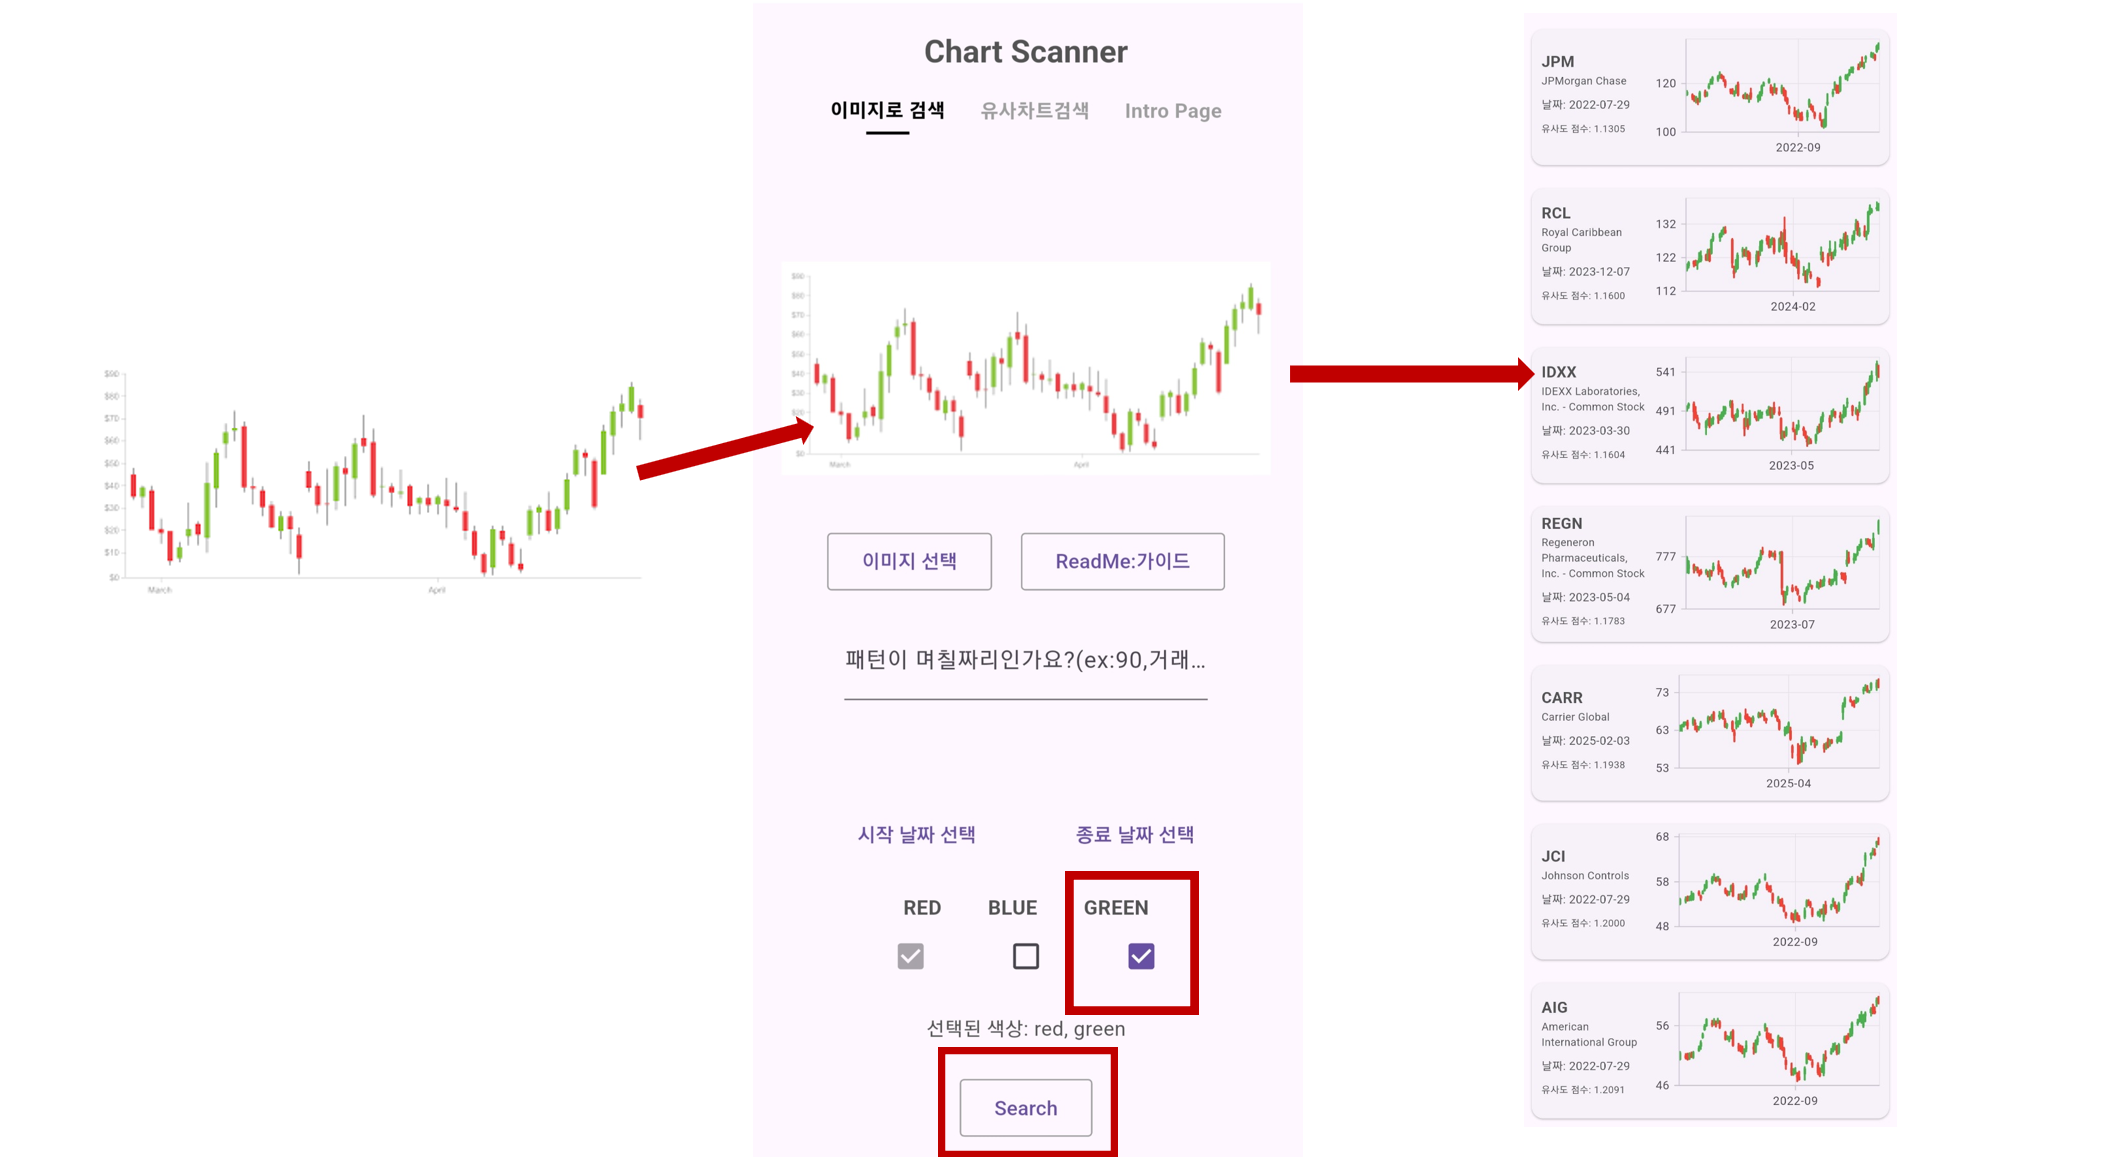 $90
$80
$70
$60
$50
$40
$30
$20
$10
$0
March
April
Chart Scanner
이미지로 검색
유사차트검색
Intro Page
$90
$80
$70
$60
$50
$40
$30
$20
$10
$0
March
April
이미지 선택
ReadMe:가이드
패턴이 며칠짜리인가요?(ex:90,거래...
시작 날짜 선택
종료 날짜 선택
RED
BLUE
GREEN
선택된 색상: red, green
Search
JPM
JPMorgan Chase
날짜: 2022-07-29
유사도 점수: 1.1305
120
100
2022-09
RCL
Royal Caribbean
Group
날짜: 2023-12-07
유사도 점수: 1.1600
132
122
112
2024-02
IDXX
IDEXX Laboratories,
Inc. - Common Stock
날짜: 2023-03-30
유사도 점수: 1.1604
541
491
441
2023-05
REGN
Regeneron
Pharmaceuticals,
Inc. - Common Stock
날짜: 2023-05-04
유사도 점수: 1.1783
777
677
2023-07
CARR
Carrier Global
날짜: 2025-02-03
유사도 점수: 1.1938
73
63
53
2025-04
JCI
Johnson Controls
날짜: 2022-07-29
유사도 점수: 1.2000
68
58
48
2022-09
AIG
American
International Group
날짜: 2022-07-29
유사도 점수: 1.2091
56
46
2022-09